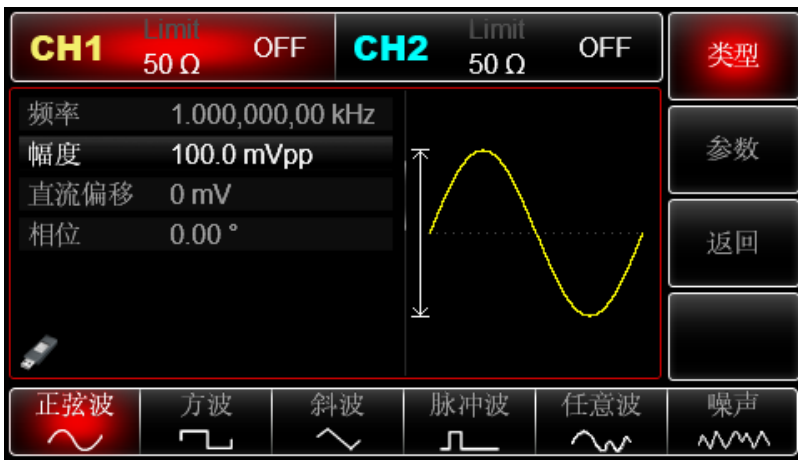 CH1 Limit 50 Ω OFF
CH2 Limit 50 Ω OFF
类型
频率 1.000,000,00 kHz
幅度 100.0 mVpp
直流偏移 0 mV
相位 0.00 °
参数
返回
正弦波 方波 斜波 脉冲波 任意波 噪声